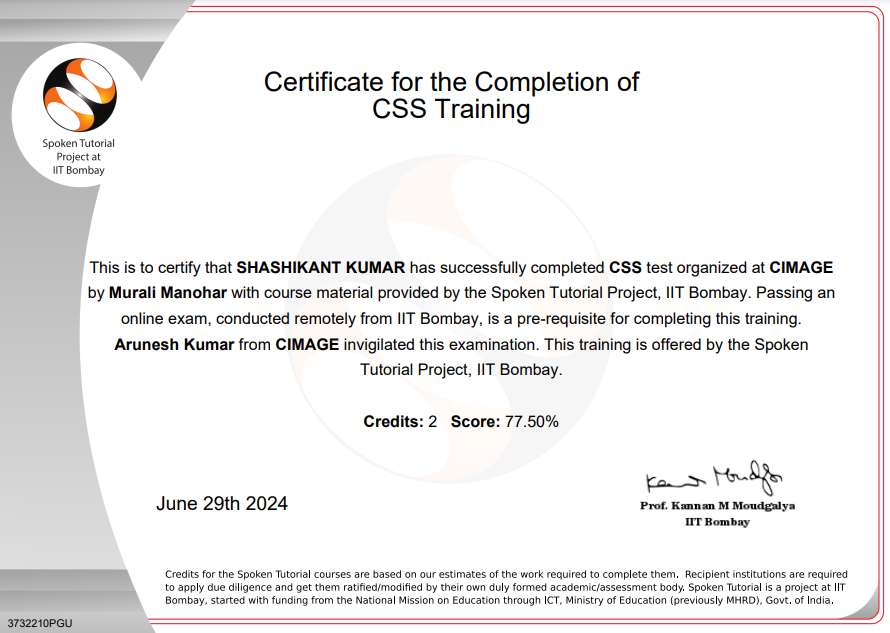 Certificate for the Completion of
CSS Training
Spoken Tutorial
Project at
IIT Bombay
This is to certify that SHASHIKANT KUMAR has successfully completed CSS test organized at CIMAGE
by Murali Manohar with course material provided by the Spoken Tutorial Project, IIT Bombay. Passing an
online exam, conducted remotely from IIT Bombay, is a pre-requisite for completing this training.
Arunesh Kumar from CIMAGE invigilated this examination. This training is offered by the Spoken
Tutorial Project, IIT Bombay.
Credits: 2 Score: 77.50%
June 29th 2024
Prof. Kannan M Moudgalya
IIT Bombay
Credits for the Spoken Tutorial courses are based on our estimates of the work required to complete them. Recipient institutions are required
to apply due diligence and get them ratified/modified by their own duly formed academic/assessment body. Spoken Tutorial is a project at IIT
Bombay, started with funding from the National Mission on Education through ICT, Ministry of Education (previously MHRD), Govt. of India.
3732210PGU